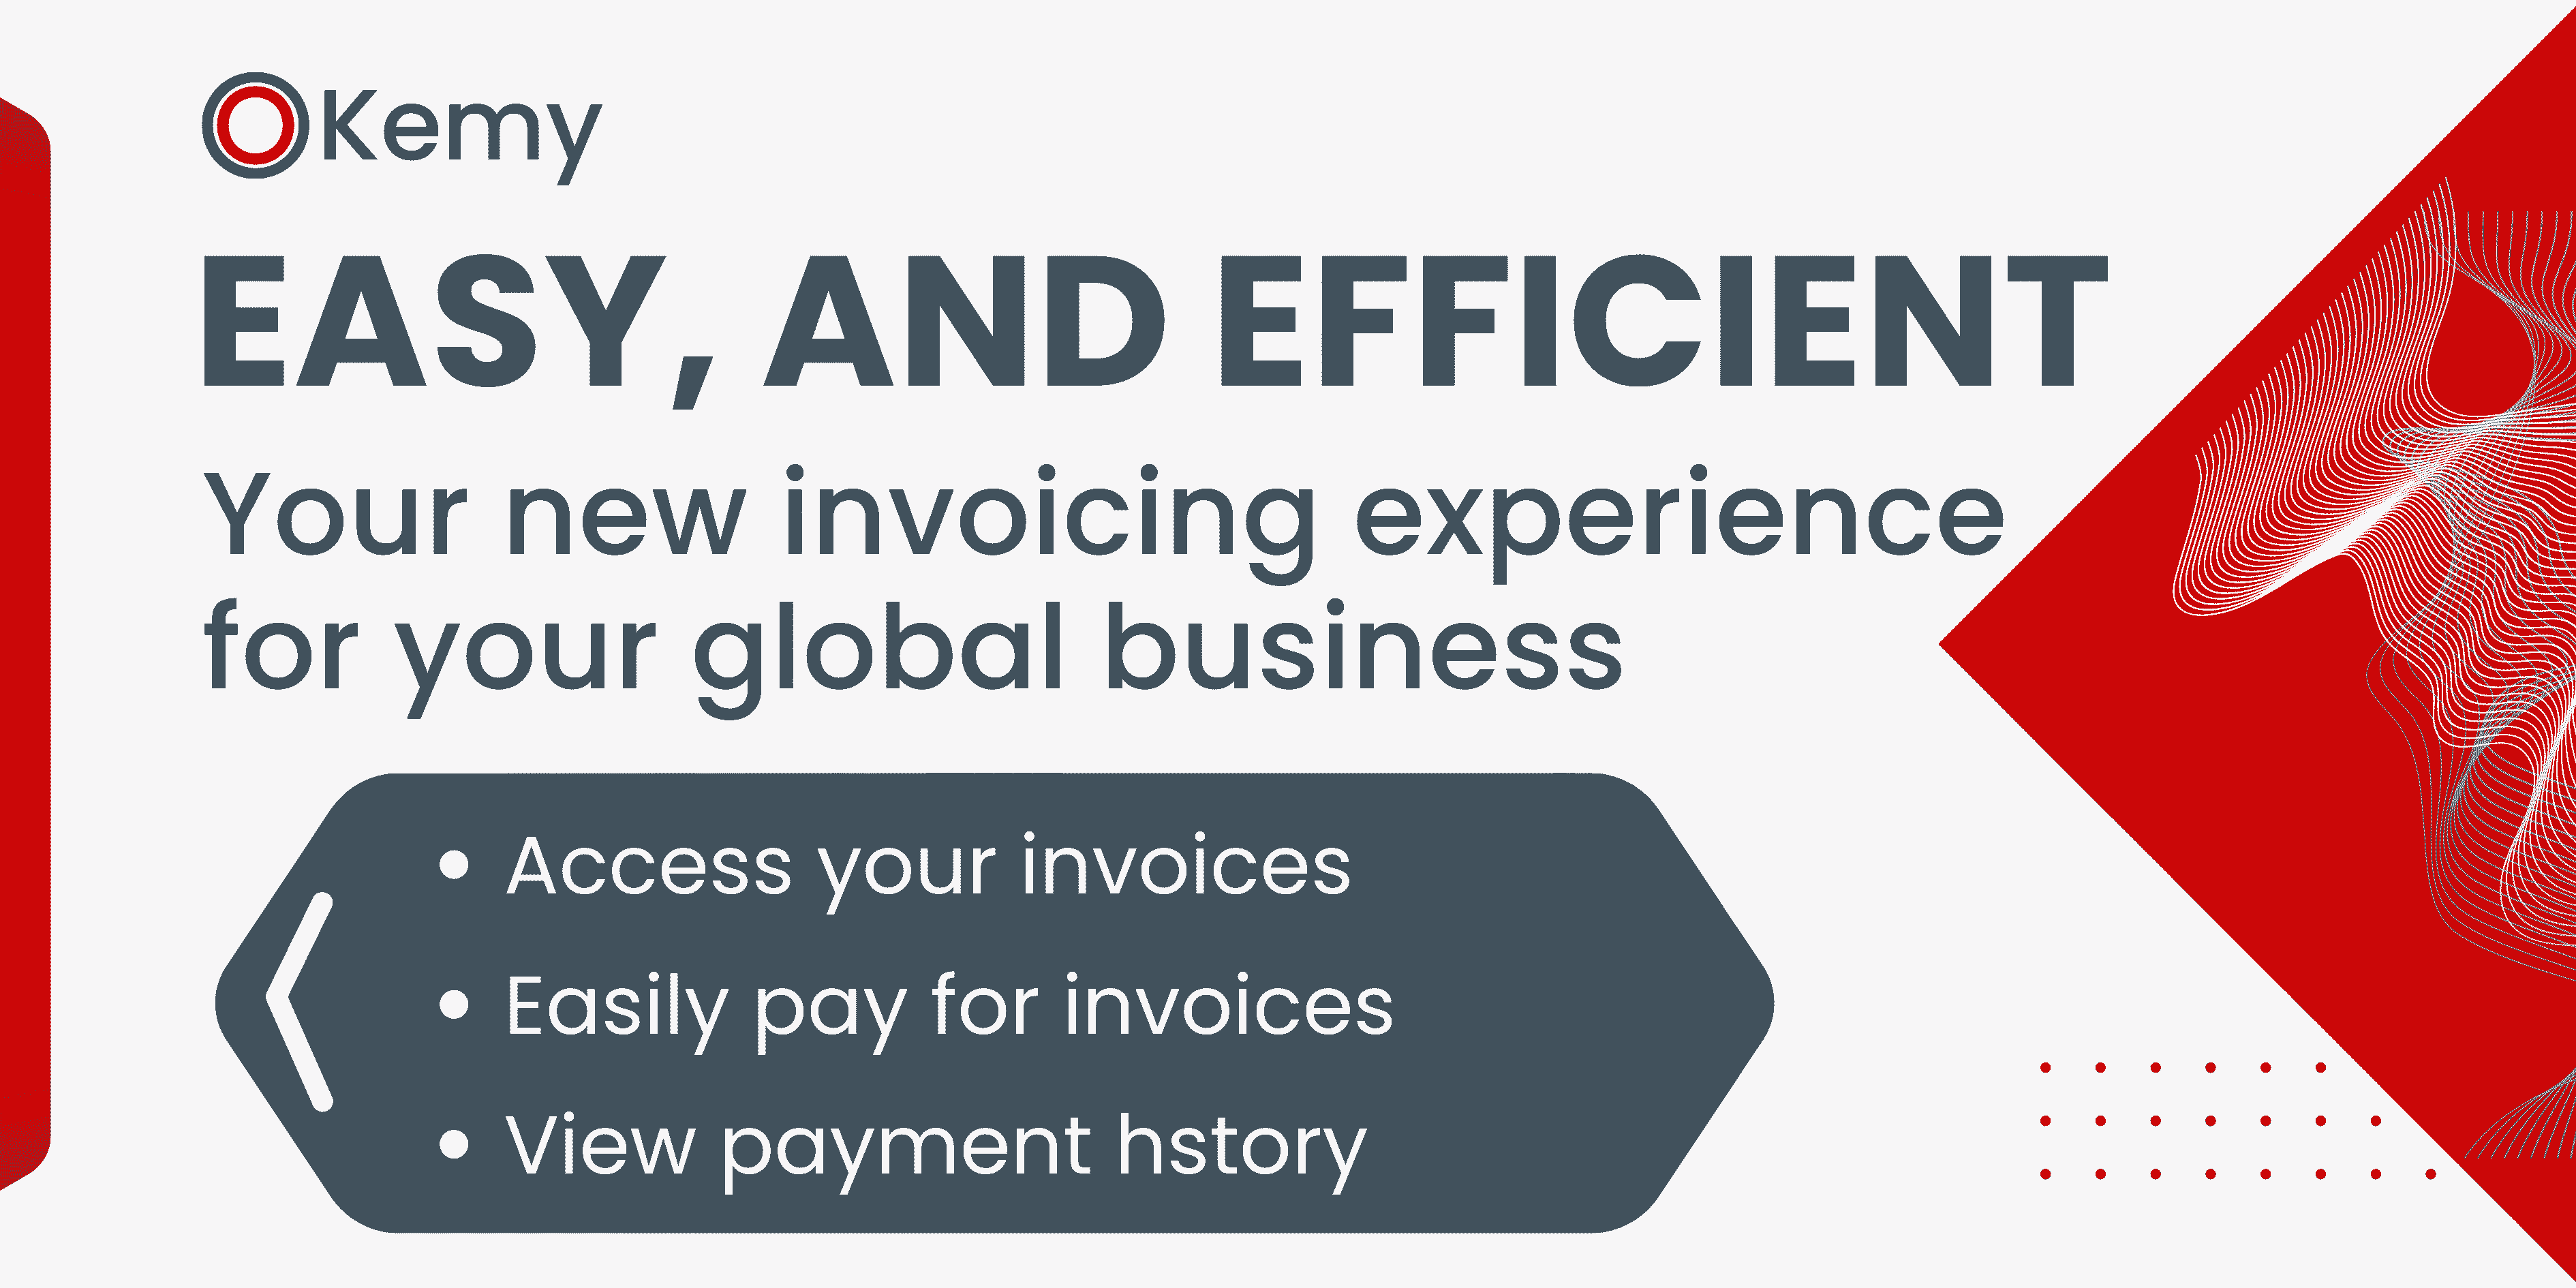 OKemy
EASY, AND EFFICIENT
Your new invoicing experience
for your global business
• Access your invoices
• Easily pay for invoices
• View payment hstory